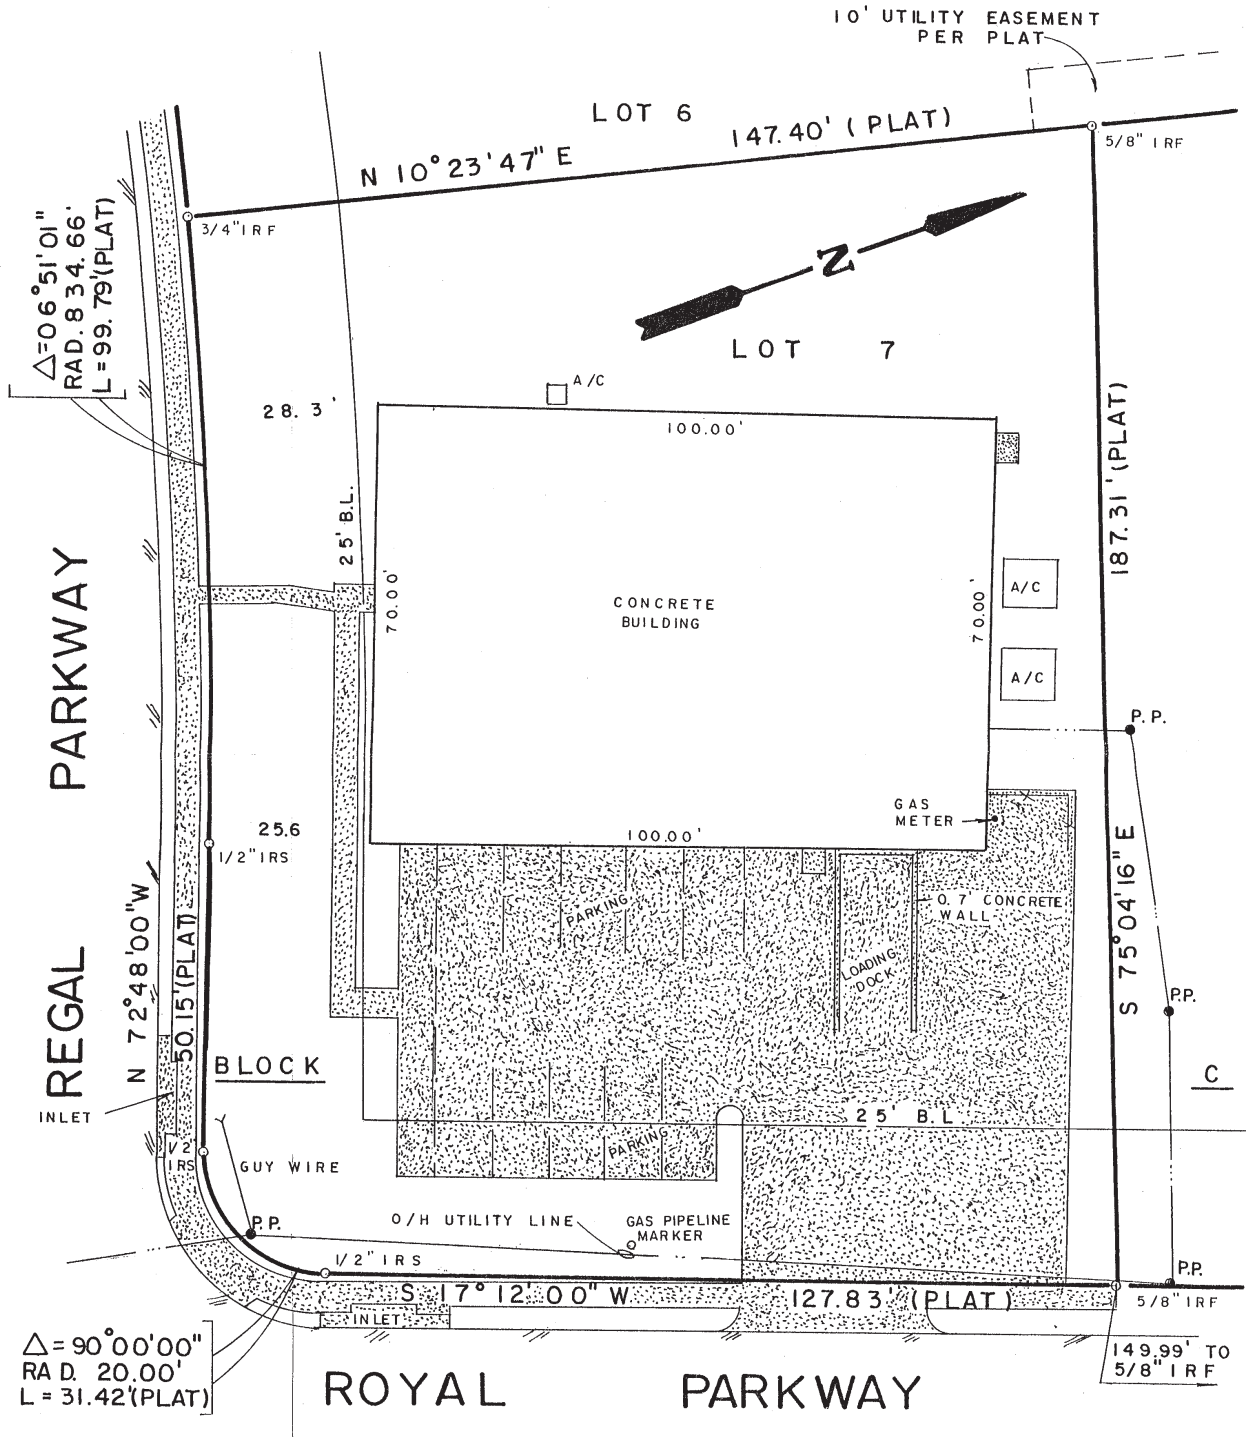 10' UTILITY EASEMENT
PER PLAT
LOT 6
147.40' (PLAT)
N 10°23'47" E
5/8" IRF
3/4" IRF
Δ=06°51'01"
RAD. 834.66'
L=99.79'(PLAT)
N
LOT 7
A/C
28.3'
100.00'
187.31' (PLAT)
25' B.L.
REGAL PARKWAY
70.00'
CONCRETE
BUILDING
70.00'
A/C
A/C
P.P.
GAS
METER
100.00'
25.6
1/2" IRS
S 75°04'16" E
0.7' CONCRETE
WALL
PARKING
LOADING
DOCK
N 72°48'00" W
50.15'(PLAT)
P.P.
BLOCK
C
INLET
25' B.L
1/2
IRS
GUY WIRE
PARKING
P.P.
O/H UTILITY LINE
GAS PIPELINE
MARKER
1/2" IRS
P.P.
S 17°12'00" W
127.83' (PLAT)
5/8" IRF
INLET
Δ=90°00'00"
RAD. 20.00'
L=31.42'(PLAT)
149.99' TO
5/8" IRF
ROYAL PARKWAY